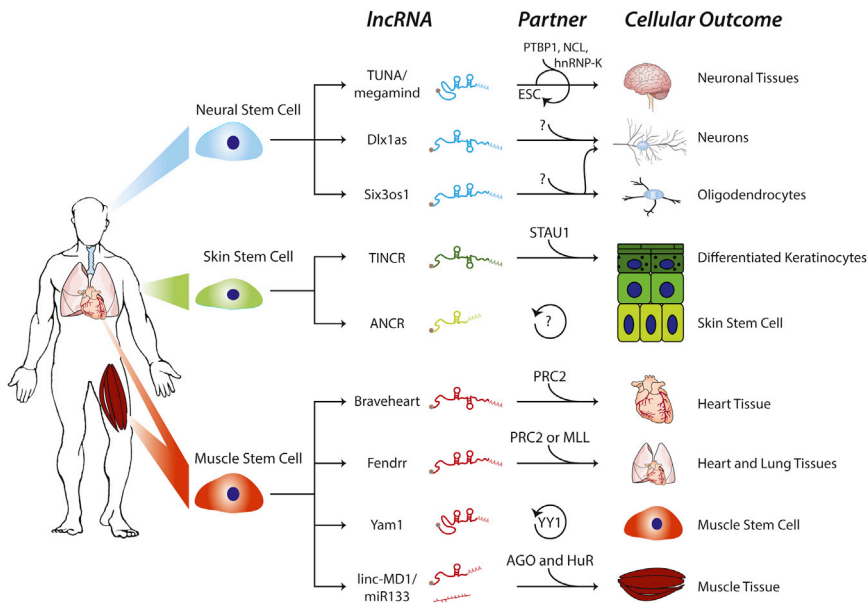 lncRNA Partner Cellular Outcome
Neural Stem Cell
TUNA/
megamind
PTBP1, NCL,
hnRNP-K
ESC
Neuronal Tissues
Dlx1as
?
Neurons
Six3os1
?
Oligodendrocytes
Skin Stem Cell
TINCR
STAU1
Differentiated Keratinocytes
ANCR
?
Skin Stem Cell
Muscle Stem Cell
Braveheart
PRC2
Heart Tissue
Fendrr
PRC2 or MLL
Heart and Lung Tissues
Yam1
YY1
Muscle Stem Cell
linc-MD1/
miR133
AGO and HuR
Muscle Tissue